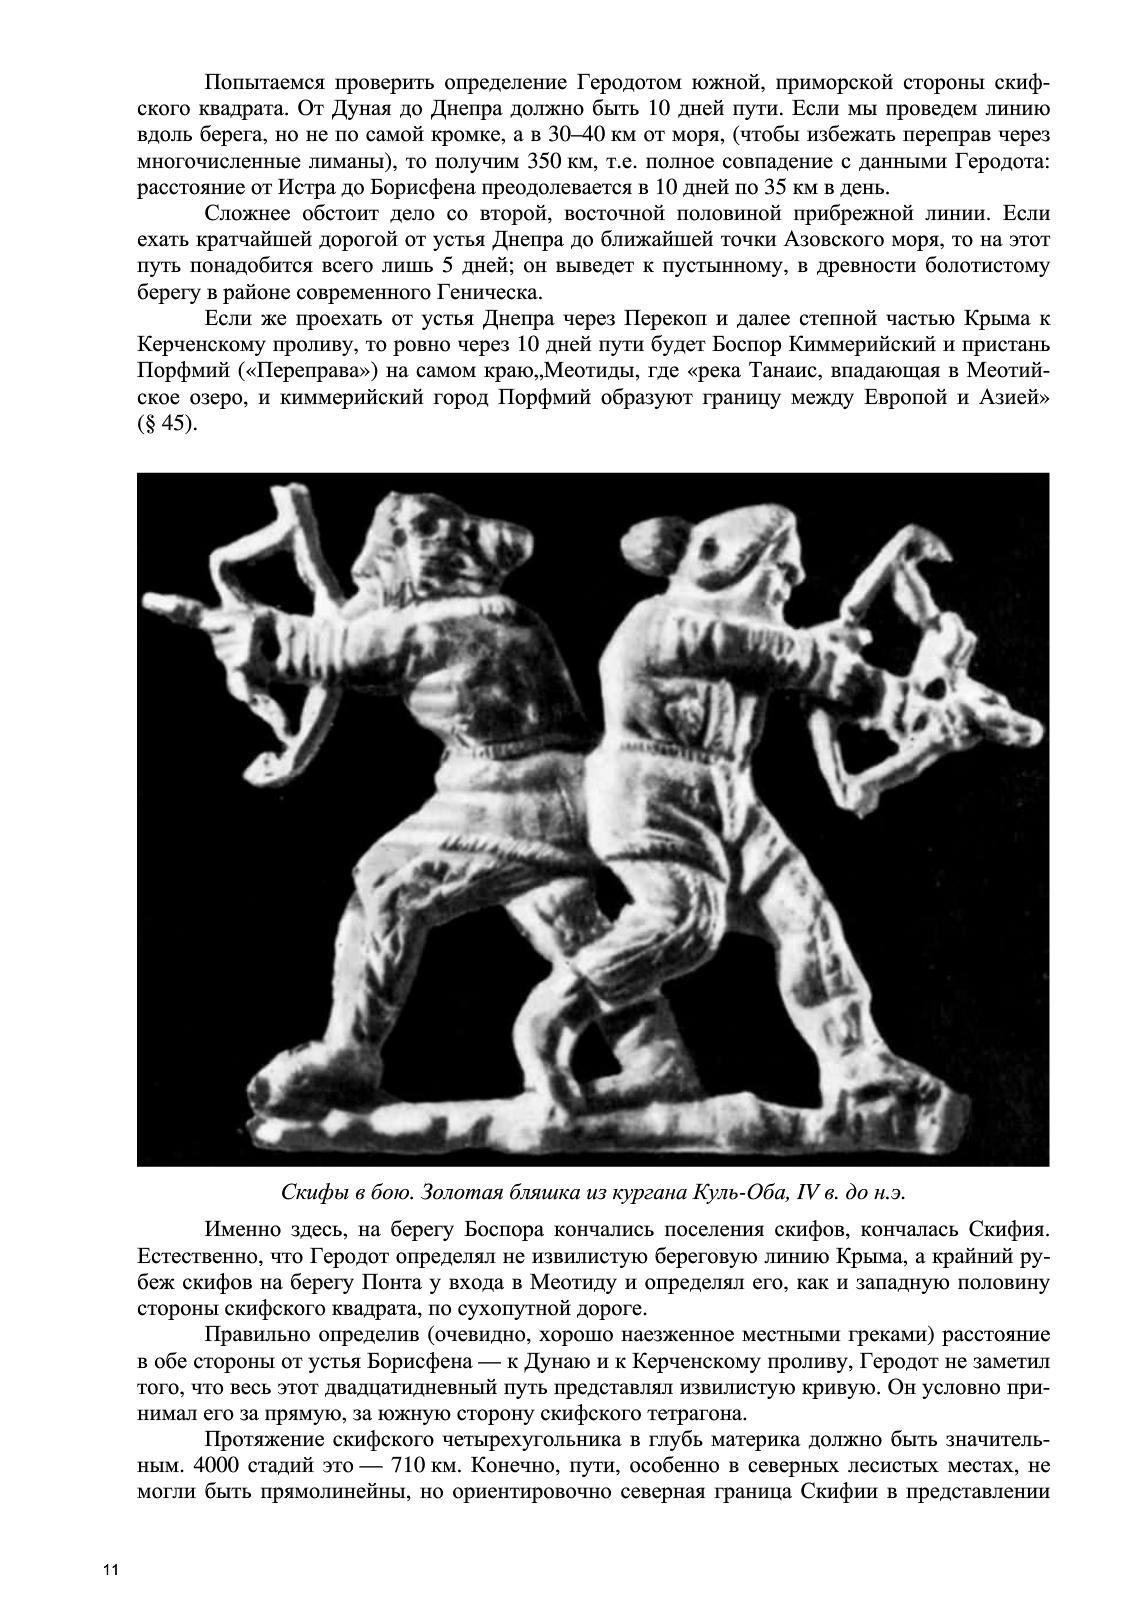 Попытаемся проверить определение Геродотом южной, приморской стороны скиф-
ского квадрата. От Дуная до Днепра должно быть 10 дней пути. Если мы проведем линию
вдоль берега, но не по самой кромке, а в 30–40 км от моря, (чтобы избежать переправ через
многочисленные лиманы), то получим 350 км, т.е. полное совпадение с данными Геродота:
расстояние от Истра до Борисфена преодолевается в 10 дней по 35 км в день.
Сложнее обстоит дело со второй, восточной половиной прибрежной линии. Если
ехать кратчайшей дорогой от устья Днепра до ближайшей точки Азовского моря, то на этот
путь понадобится всего лишь 5 дней; он выведет к пустынному, в древности болотистому
берегу в районе современного Геническа.
Если же проехать от устья Днепра через Перекоп и далее степной частью Крыма к
Керченскому проливу, то ровно через 10 дней пути будет Боспор Киммерийский и пристань
Порфмий («Переправа») на самом краю„Меотиды, где «река Танаис, впадающая в Меотий-
ское озеро, и киммерийский город Порфмий образуют границу между Европой и Азией»
(§ 45).
Скифы в бою. Золотая бляшка из кургана Куль-Оба, IV в. до н.э.
Именно здесь, на берегу Боспора кончались поселения скифов, кончалась Скифия.
Естественно, что Геродот определял не извилистую береговую линию Крыма, а крайний ру-
беж скифов на берегу Понта у входа в Меотиду и определял его, как и западную половину
стороны скифского квадрата, по сухопутной дороге.
Правильно определив (очевидно, хорошо наезженное местными греками) расстояние
в обе стороны от устья Борисфена — к Дунаю и к Керченскому проливу, Геродот не заметил
того, что весь этот двадцатидневный путь представлял извилистую кривую. Он условно при-
нимал его за прямую, за южную сторону скифского тетрагона.
Протяжение скифского четырехугольника в глубь материка должно быть значитель-
ным. 4000 стадий это — 710 км. Конечно, пути, особенно в северных лесистых местах, не
могли быть прямолинейны, но ориентировочно северная граница Скифии в представлении
11